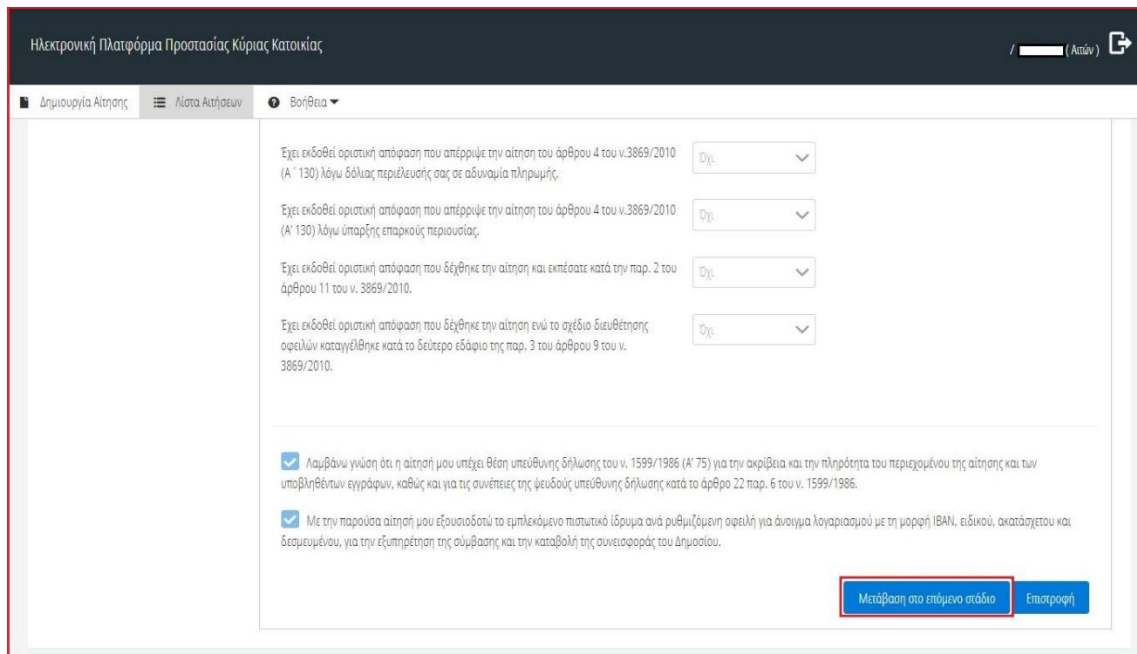 Ηλεκτρονική Πλατφόρμα Προστασίας Κύριας Κατοικίας
/ ( Αιτών )
Δημιουργία Αίτησης Λίστα Αιτήσεων Βοήθεια
Έχει εκδοθεί οριστική απόφαση που απέρριψε την αίτηση του άρθρου 4 του ν.3869/2010
(Α΄ 130) λόγω δόλιας περιέλευσής σας σε αδυναμία πληρωμής.
Όχι
Έχει εκδοθεί οριστική απόφαση που απέρριψε την αίτηση του άρθρου 4 του ν.3869/2010
(Α' 130) λόγω ύπαρξης επαρκούς περιουσίας.
Όχι
Έχει εκδοθεί οριστική απόφαση που δέχθηκε την αίτηση και εκπέσατε κατά την παρ. 2 του
άρθρου 11 του ν. 3869/2010.
Όχι
Έχει εκδοθεί οριστική απόφαση που δέχθηκε την αίτηση ενώ το σχέδιο διευθέτησης
οφειλών καταγγέλθηκε κατά το δεύτερο εδάφιο της παρ. 3 του άρθρου 9 του ν.
3869/2010.
Όχι
Λαμβάνω γνώση ότι η αίτησή μου υπέχει θέση υπεύθυνης δήλωσης του ν. 1599/1986 (Α' 75) για την ακρίβεια και την πληρότητα του περιεχομένου της αίτησης και των
υποβληθέντων εγγράφων, καθώς και για τις συνέπειες της ψευδούς υπεύθυνης δήλωσης κατά το άρθρο 22 παρ. 6 του ν. 1599/1986.
Με την παρούσα αίτησή μου εξουσιοδοτώ το εμπλεκόμενο πιστωτικό ίδρυμα ανά ρυθμιζόμενη οφειλή για άνοιγμα λογαριασμού με τη μορφή IBAN, ειδικού, ακατάσχετου και
δεσμευμένου, για την εξυπηρέτηση της σύμβασης και την καταβολή της συνεισφοράς του Δημοσίου.
Μετάβαση στο επόμενο στάδιο Επιστροφή